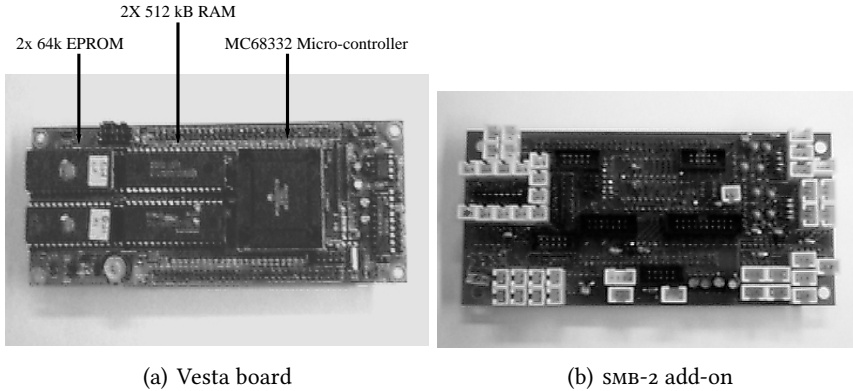 2X 512 kB RAM
2x 64k EPROM
MC68332 Micro-controller
(a) Vesta board
(b) SMB-2 add-on